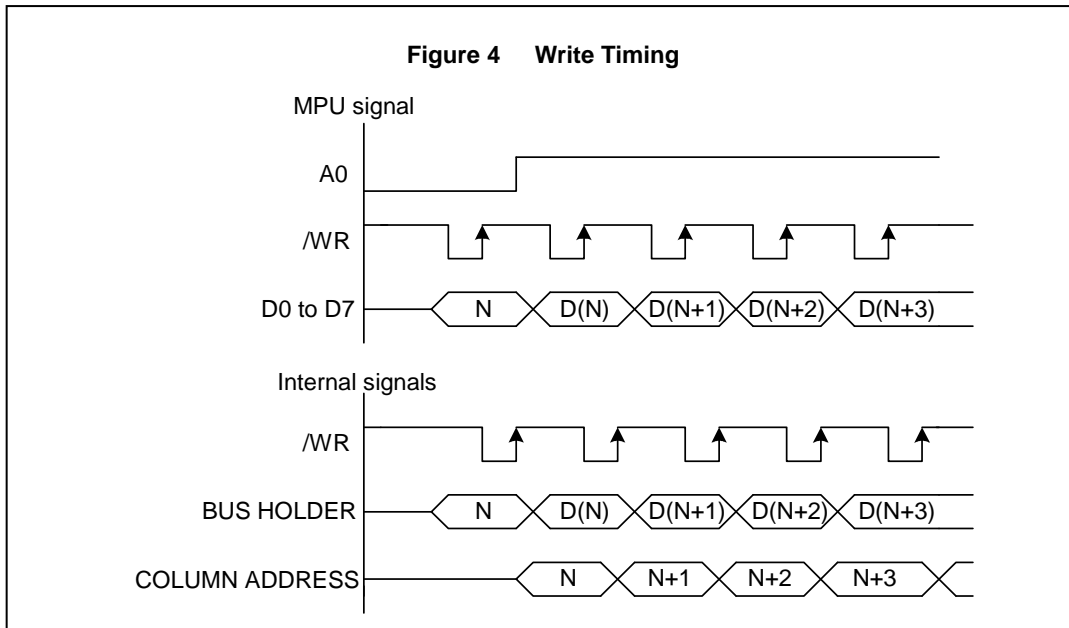 Figure 4 Write Timing
MPU signal
A0
/WR
D0 to D7 N D(N) D(N+1) D(N+2) D(N+3)
Internal signals
/WR
BUS HOLDER N D(N) D(N+1) D(N+2) D(N+3)
COLUMN ADDRESS N N+1 N+2 N+3